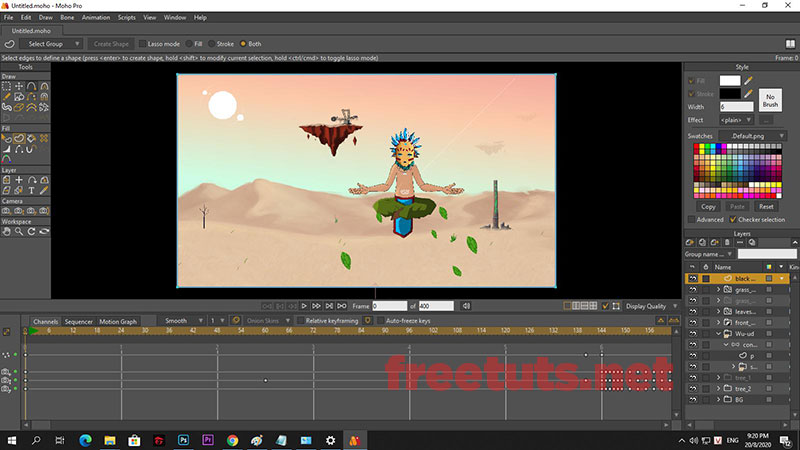 Untitled.moho - Moho Pro
File Edit Draw Bone Animation Scripts View Window Help
Untitled.moho
Select Group Create Shape Lasso mode Fill Stroke Both
Select edges to define a shape (press <enter> to create shape, hold <shift> to modify current selection, hold <ctrl/cmd> to toggle lasso mode) Frame: 0
Tools
Draw
Fill
Layer
Camera
Workspace
Style
Fill
Stroke
No Brush
Width 6
Effect <plain> ...
Swatches .Default.png
Copy Paste Reset
Advanced Checker selection
Layers
Group name ...
Name Kind
black ...
grass_...
grass_...
leaves...
front_...
Wu-ud
con...
p
s...
tree_1
tree_2
BG
Frame 0 of 400 Display Quality
Channels Sequencer Motion Graph Smooth 1 Onion Skins Relative keyframing Auto-freeze keys
0 6 12 18 24 30 36 42 48 54 60 66 72 78 84 90 96 102 108 114 120 126 132 138 144 150 156
freetuts.net
ENG
9:20 PM
20/8/2020
12